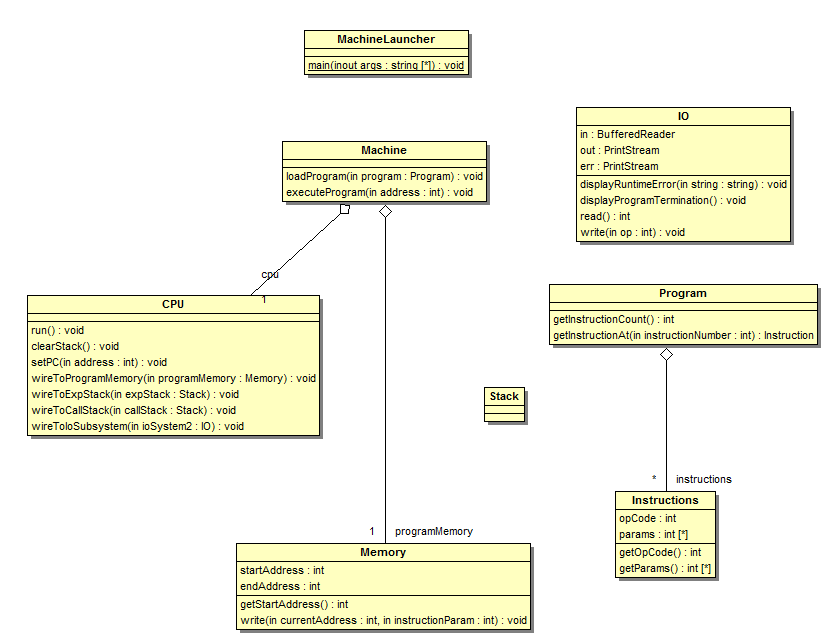 MachineLauncher
main(inout args : string [*]) : void
Machine
loadProgram(in program : Program) : void
executeProgram(in address : int) : void
IO
in : BufferedReader
out : PrintStream
err : PrintStream
displayRuntimeError(in string : string) : void
displayProgramTermination() : void
read() : int
write(in op : int) : void
cpu
1
CPU
run() : void
clearStack() : void
setPC(in address : int) : void
wireToProgramMemory(in programMemory : Memory) : void
wireToExpStack(in expStack : Stack) : void
wireToCallStack(in callStack : Stack) : void
wireToIoSubsystem(in ioSystem2 : IO) : void
Program
getInstructionCount() : int
getInstructionAt(in instructionNumber : int) : Instruction
Stack
* instructions
Instructions
opCode : int
params : int [*]
getOpCode() : int
getParams() : int [*]
1 programMemory
Memory
startAddress : int
endAddress : int
getStartAddress() : int
write(in currentAddress : int, in instructionParam : int) : void